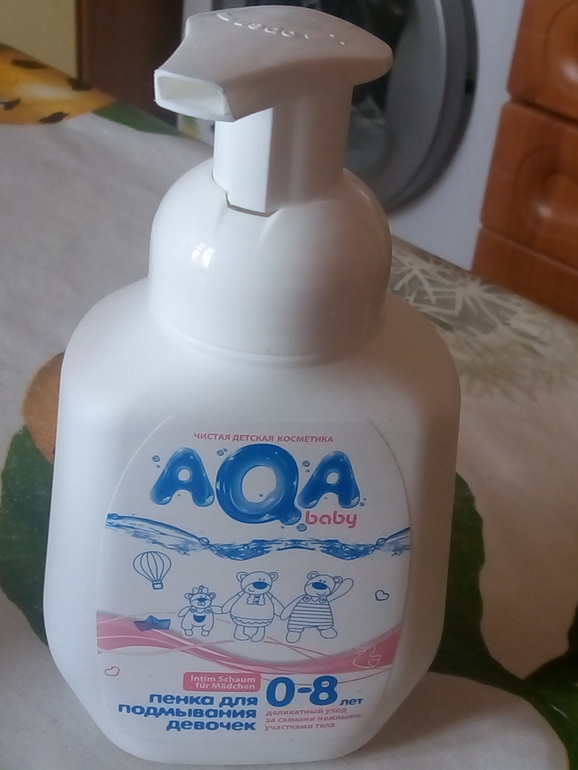 ЧИСТАЯ ДЕТСКАЯ КОСМЕТИКА
AQA
baby
Intim Schaum
für Mädchen
пенка для
подмывания
девочек
0-8 лет
деликатный уход
за самыми нежными
участками тела